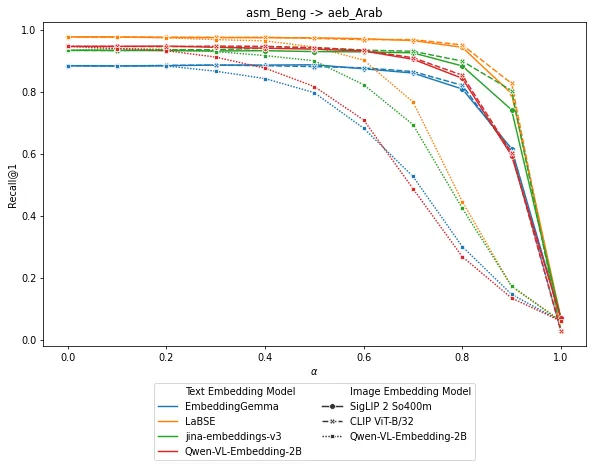 asm_Beng -> aeb_Arab
1.0
0.8
0.6
0.4
0.2
0.0
Recall@1
0.0 0.2 0.4 0.6 0.8 1.0
α
Text Embedding Model
EmbeddingGemma
LaBSE
jina-embeddings-v3
Qwen-VL-Embedding-2B
Image Embedding Model
SigLIP 2 So400m
CLIP ViT-B/32
Qwen-VL-Embedding-2B